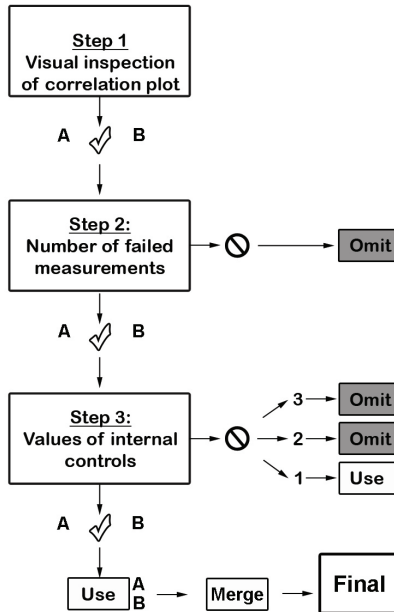 Step 1
Visual inspection
of correlation plot
A B
Step 2:
Number of failed
measurements
Omit
A B
Step 3:
Values of internal
controls
3 Omit
2 Omit
1 Use
A B
Use A
B
Merge
Final